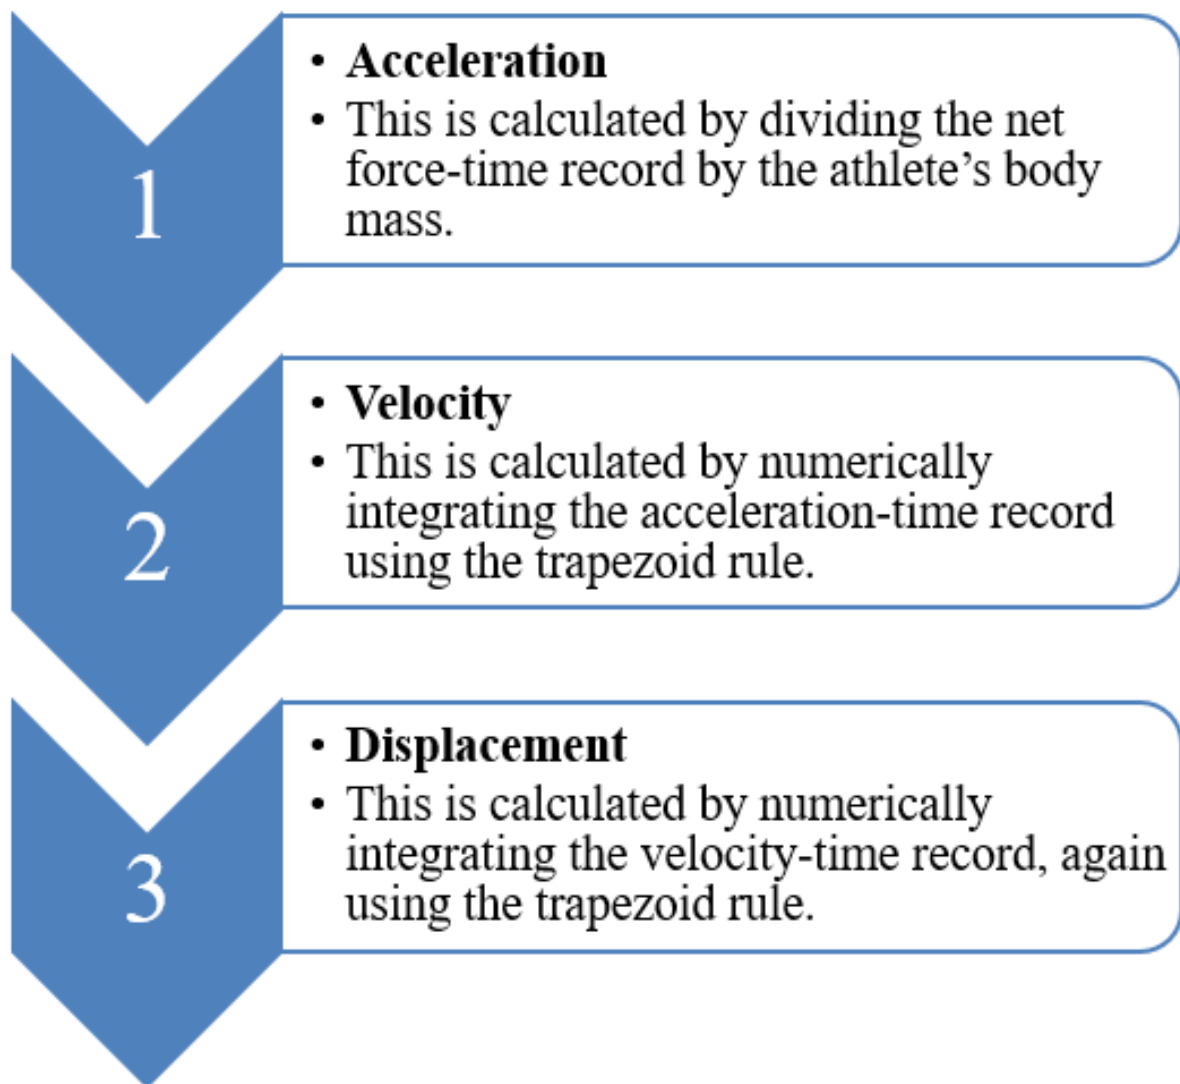 1
• Acceleration
• This is calculated by dividing the net
force-time record by the athlete’s body
mass.
2
• Velocity
• This is calculated by numerically
integrating the acceleration-time record
using the trapezoid rule.
3
• Displacement
• This is calculated by numerically
integrating the velocity-time record, again
using the trapezoid rule.